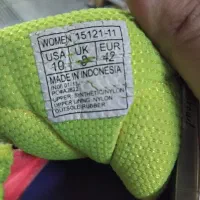 WOMEN 15121-11
USA UK EUR
10 8 42
MADE IN INDONESIA
UPPER: SYNTHETIC/NYLON
UPPER LINING: NYLON
OUTSOLE: RUBBER